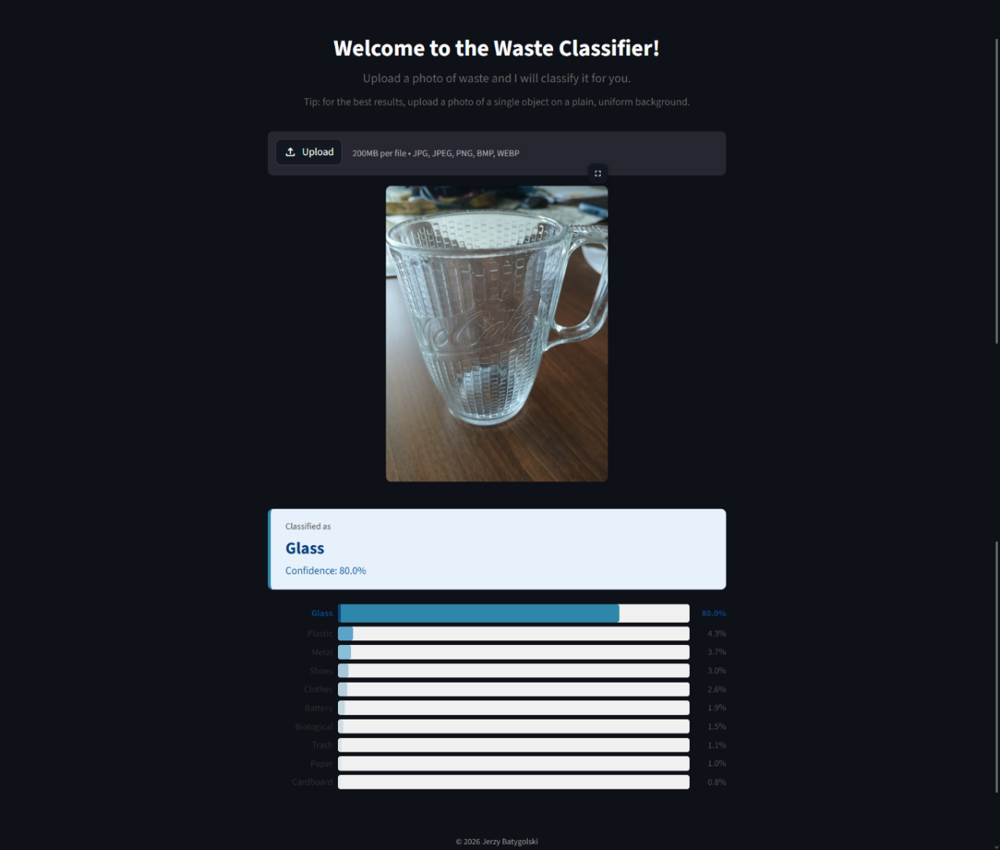 Welcome to the Waste Classifier!
Upload a photo of waste and I will classify it for you.
Tip: for the best results, upload a photo of a single object on a plain, uniform background.
Upload 200MB per file • JPG, JPEG, PNG, BMP, WEBP
Classified as
Glass
Confidence: 80.0%
Glass 80.0%
Plastic 4.3%
Metal 3.7%
Shoes 3.0%
Clothes 2.6%
Battery 1.9%
Biological 1.5%
Trash 1.1%
Paper 1.0%
Cardboard 0.8%
© 2026 Jerzy Batygolski